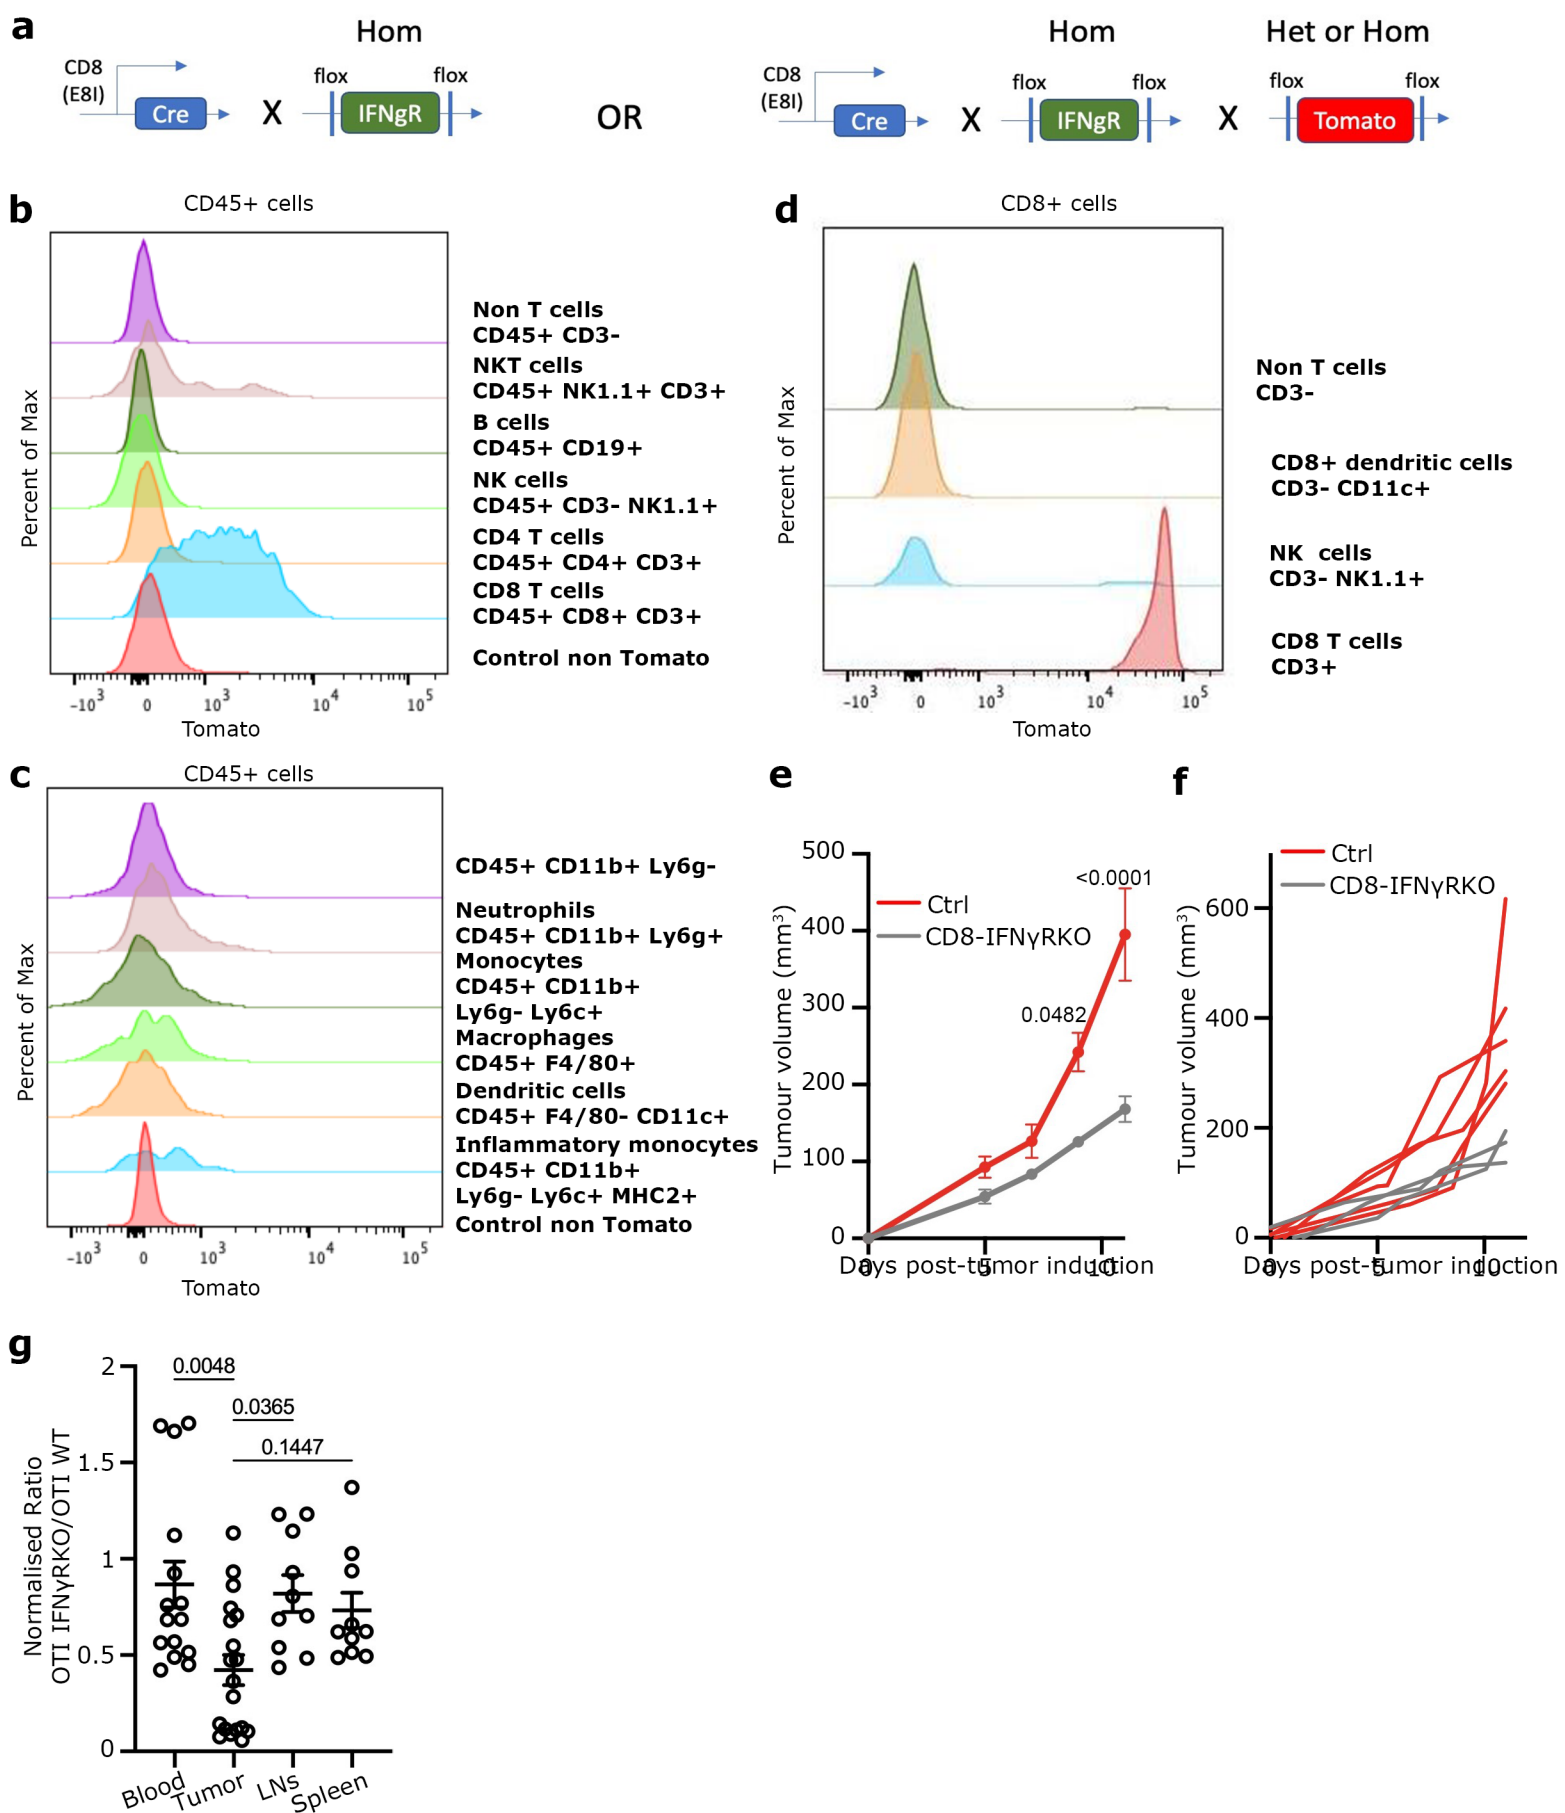 a
Hom
Hom
Het or Hom
CD8
(E8I)
Cre
X
flox
IFNgR
flox
OR
CD8
(E8I)
Cre
X
flox
IFNgR
flox
X
flox
Tomato
flox
b
CD45+ cells
Percent of Max
Non T cells
CD45+ CD3-
NKT cells
CD45+ NK1.1+ CD3+
B cells
CD45+ CD19+
NK cells
CD45+ CD3- NK1.1+
CD4 T cells
CD45+ CD4+ CD3+
CD8 T cells
CD45+ CD8+ CD3+
Control non Tomato
-10³ 0 10³ 10⁴ 10⁵
Tomato
d
CD8+ cells
Percent of Max
Non T cells
CD3-
CD8+ dendritic cells
CD3- CD11c+
NK cells
CD3- NK1.1+
CD8 T cells
CD3+
-10³ 0 10³ 10⁴ 10⁵
Tomato
c
CD45+ cells
Percent of Max
CD45+ CD11b+ Ly6g-
Neutrophils
CD45+ CD11b+ Ly6g+
Monocytes
CD45+ CD11b+
Ly6g- Ly6c+
Macrophages
CD45+ F4/80+
Dendritic cells
CD45+ F4/80- CD11c+
Inflammatory monocytes
CD45+ CD11b+
Ly6g- Ly6c+ MHC2+
Control non Tomato
-10³ 0 10³ 10⁴ 10⁵
Tomato
e
Tumour volume (mm³)
500
400
300
200
100
0
Ctrl
CD8-IFNγRKO
<0.0001
0.0482
0 5 10
Days post-tumor induction
f
Tumour volume (mm³)
600
400
200
0
Ctrl
CD8-IFNγRKO
0 5 10
Days post-tumor induction
g
Normalised Ratio
OTI IFNγRKO/OTI WT
2
1.5
1
0.5
0
0.0048
0.0365
0.1447
Blood
Tumor
LNs
Spleen